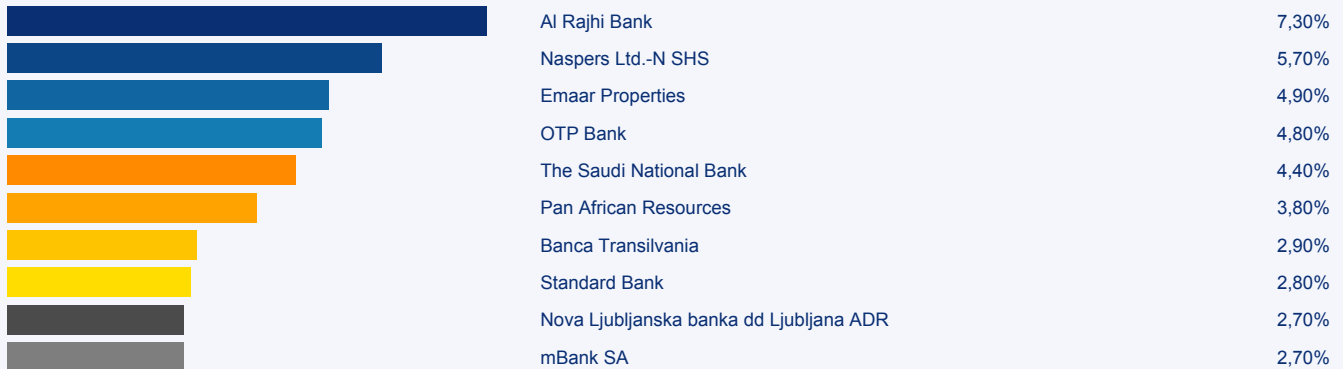 Al Rajhi Bank 7,30%
Naspers Ltd.-N SHS 5,70%
Emaar Properties 4,90%
OTP Bank 4,80%
The Saudi National Bank 4,40%
Pan African Resources 3,80%
Banca Transilvania 2,90%
Standard Bank 2,80%
Nova Ljubljanska banka dd Ljubljana ADR 2,70%
mBank SA 2,70%